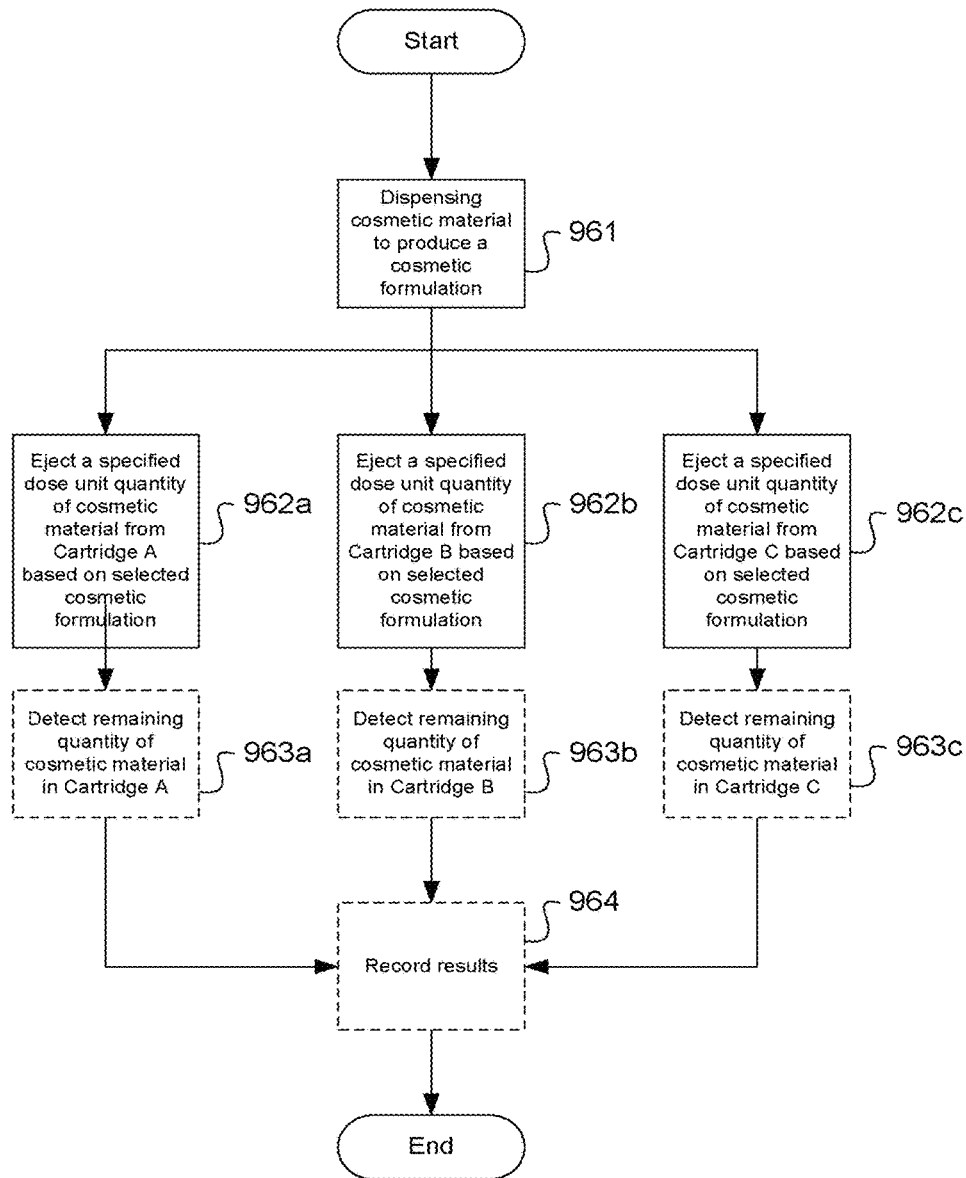 Start
Dispensing
cosmetic material
to produce a
cosmetic
formulation
961
Eject a specified
dose unit quantity
of cosmetic
material from
Cartridge A
based on selected
cosmetic
formulation
962a
Eject a specified
dose unit quantity
of cosmetic
material from
Cartridge B based
on selected
cosmetic
formulation
962b
Eject a specified
dose unit quantity
of cosmetic
material from
Cartridge C based
on selected
cosmetic
formulation
962c
Detect remaining
quantity of
cosmetic material
in Cartridge A
963a
Detect remaining
quantity of
cosmetic material
in Cartridge B
963b
Detect remaining
quantity of
cosmetic material
in Cartridge C
963c
964
Record results
End